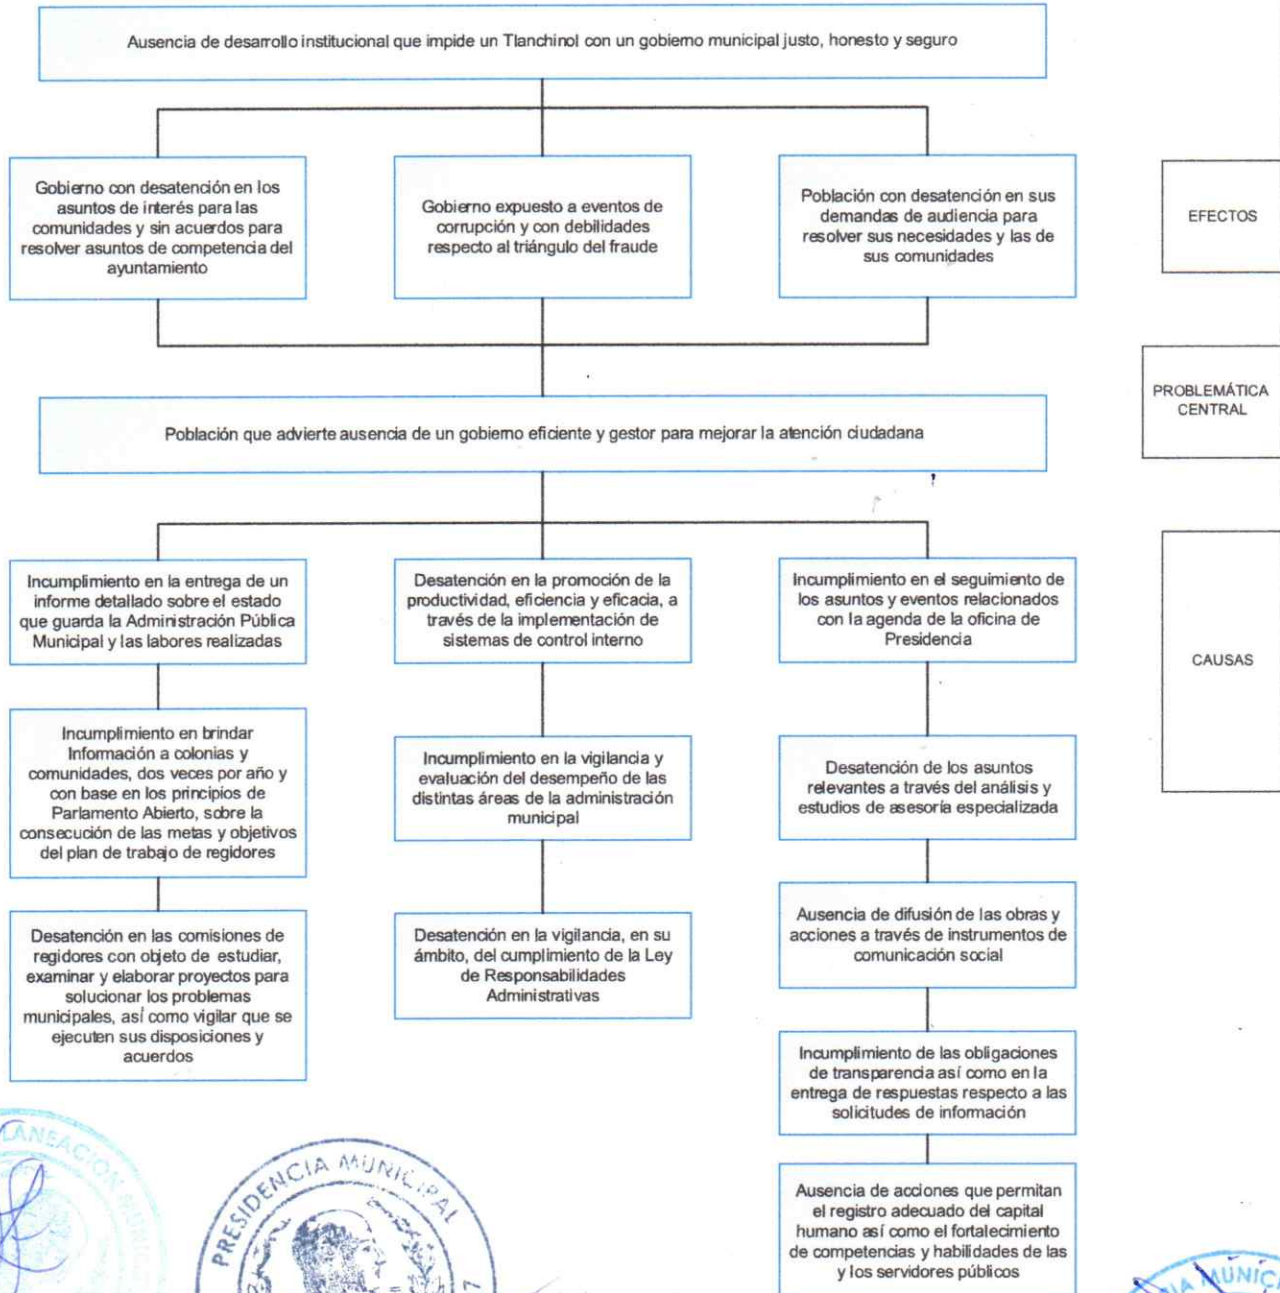 Ausencia de desarrollo institucional que impide un Tlanchinol con un gobierno municipal justo, honesto y seguro
Gobierno con desatención en los
asuntos de interés para las
comunidades y sin acuerdos para
resolver asuntos de competencia del
ayuntamiento
Gobierno expuesto a eventos de
corrupción y con debilidades
respecto al triángulo del fraude
Población con desatención en sus
demandas de audiencia para
resolver sus necesidades y las de
sus comunidades
EFECTOS
Población que advierte ausencia de un gobierno eficiente y gestor para mejorar la atención ciudadana
PROBLEMÁTICA
CENTRAL
Incumplimiento en la entrega de un
informe detallado sobre el estado
que guarda la Administración Pública
Municipal y las labores realizadas
Incumplimiento en brindar
Información a colonias y
comunidades, dos veces por año y
con base en los principios de
Parlamento Abierto, sobre la
consecución de las metas y objetivos
del plan de trabajo de regidores
Desatención en las comisiones de
regidores con objeto de estudiar,
examinar y elaborar proyectos para
solucionar los problemas
municipales, así como vigilar que se
ejecuten sus disposiciones y
acuerdos
Desatención en la promoción de la
productividad, eficiencia y eficacia, a
través de la implementación de
sistemas de control interno
Incumplimiento en la vigilancia y
evaluación del desempeño de las
distintas áreas de la administración
municipal
Desatención en la vigilancia, en su
ámbito, del cumplimiento de la Ley
de Responsabilidades
Administrativas
Incumplimiento en el seguimiento de
los asuntos y eventos relacionados
con la agenda de la oficina de
Presidencia
Desatención de los asuntos
relevantes a través del análisis y
estudios de asesoría especializada
Ausencia de difusión de las obras y
acciones a través de instrumentos de
comunicación social
Incumplimiento de las obligaciones
de transparencia así como en la
entrega de respuestas respecto a las
solicitudes de información
Ausencia de acciones que permitan
el registro adecuado del capital
humano así como el fortalecimiento
de competencias y habilidades de las
y los servidores públicos
CAUSAS
PRESIDENCIA MUNICIPAL